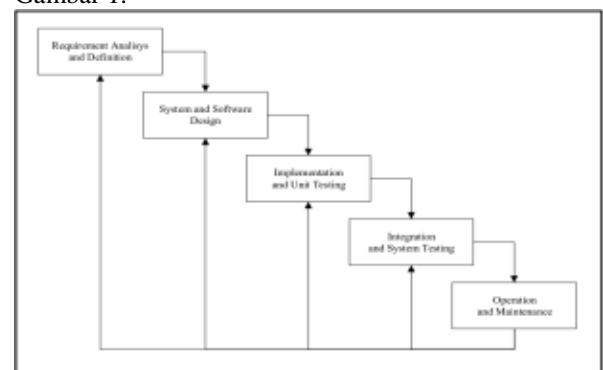 Gambar 1.
Requirement Analisys
and Definition
System and Software
Design
Implementation
and Unit Testing
Integration
and System Testing
Operation
and Maintenance